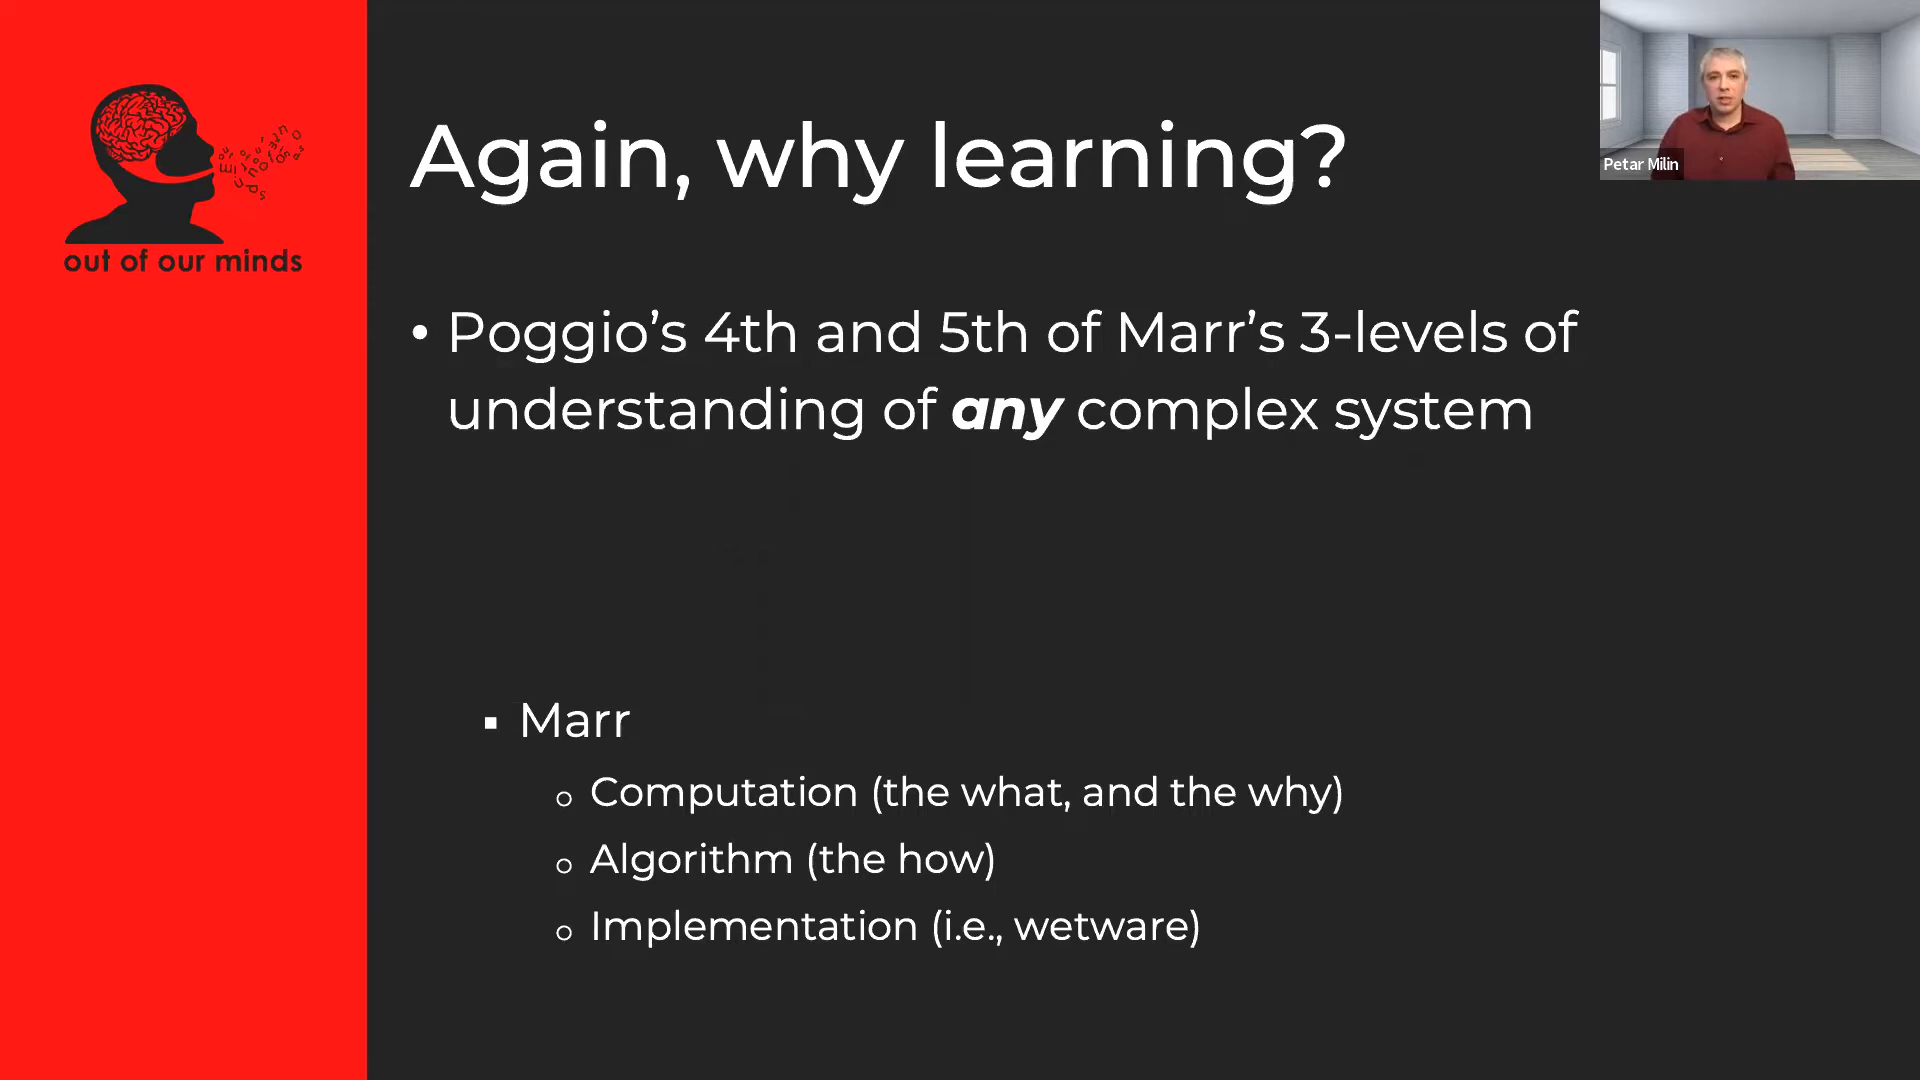 Again, why learning?
Petar Milin
out of our minds
• Poggio’s 4th and 5th of Marr’s 3-levels of
understanding of any complex system
▪ Marr
o Computation (the what, and the why)
o Algorithm (the how)
o Implementation (i.e., wetware)